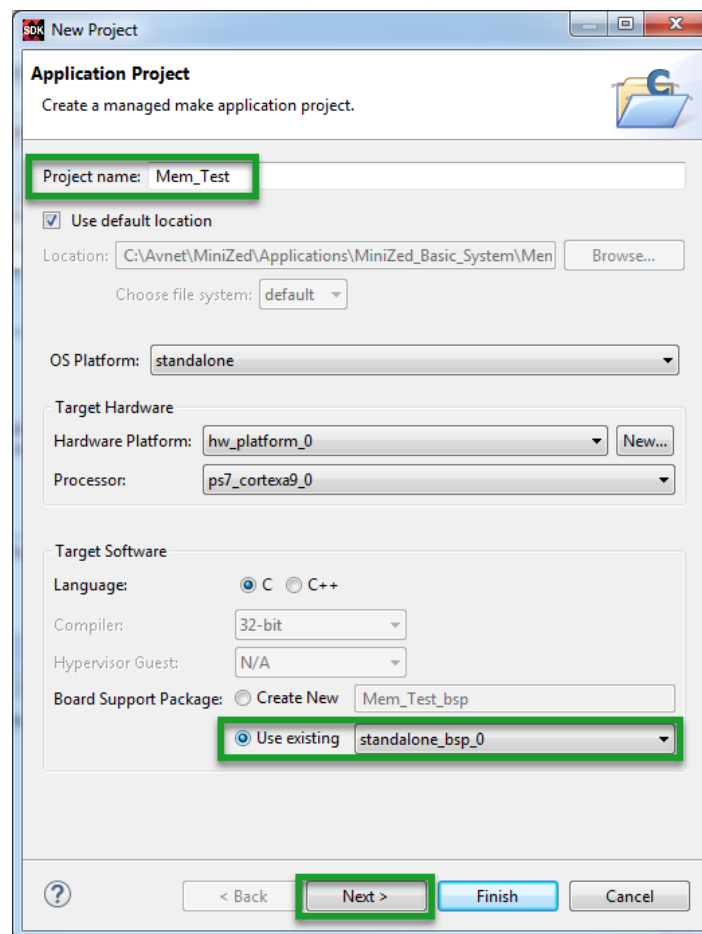 SDK New Project
Application Project
Create a managed make application project.
C
Project name: Mem_Test
Use default location
Location: C:\Avnet\MiniZed\Applications\MiniZed_Basic_System\Men Browse...
Choose file system: default
OS Platform: standalone
Target Hardware
Hardware Platform: hw_platform_0 New...
Processor: ps7_cortexa9_0
Target Software
Language: C C++
Compiler: 32-bit
Hypervisor Guest: N/A
Board Support Package: Create New Mem_Test_bsp
Use existing standalone_bsp_0
? < Back Next > Finish Cancel